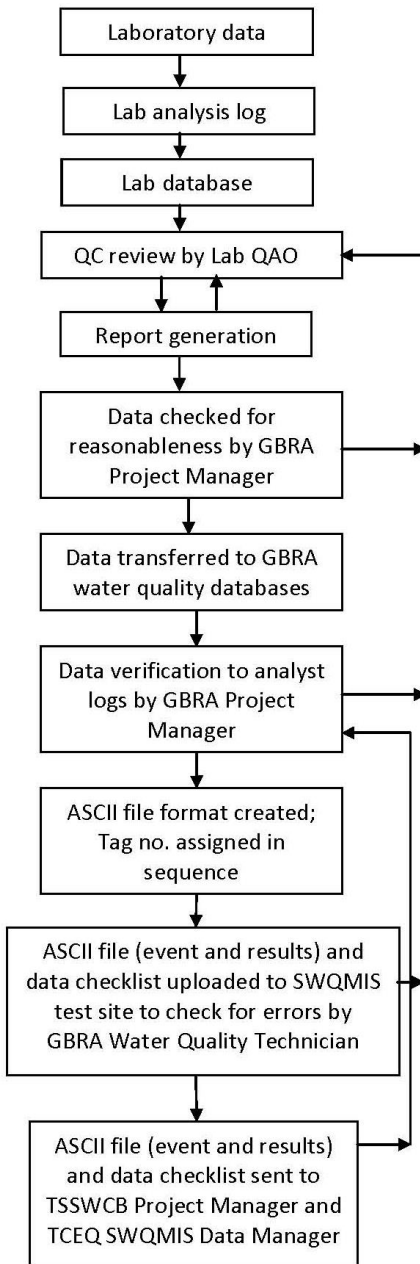 Laboratory data
Lab analysis log
Lab database
QC review by Lab QAO
Report generation
Data checked for
reasonableness by GBRA
Project Manager
Data transferred to GBRA
water quality databases
Data verification to analyst
logs by GBRA Project
Manager
ASCII file format created;
Tag no. assigned in
sequence
ASCII file (event and results) and
data checklist uploaded to SWQMIS
test site to check for errors by
GBRA Water Quality Technician
ASCII file (event and results)
and data checklist sent to
TSSWCB Project Manager and
TCEQ SWQMIS Data Manager